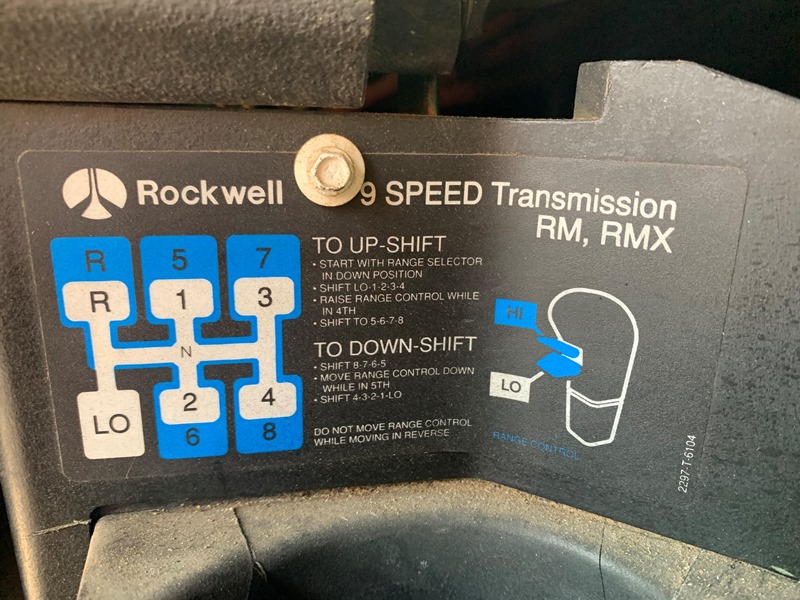 Rockwell
9 SPEED Transmission
RM, RMX
R 5 7
R 1 3
N
LO 2 4
6 8
TO UP-SHIFT
• START WITH RANGE SELECTOR
IN DOWN POSITION
• SHIFT LO-1-2-3-4
• RAISE RANGE CONTROL WHILE
IN 4TH
• SHIFT TO 5-6-7-8
TO DOWN-SHIFT
• SHIFT 8-7-6-5
• MOVE RANGE CONTROL DOWN
WHILE IN 5TH
• SHIFT 4-3-2-1-LO
DO NOT MOVE RANGE CONTROL
WHILE MOVING IN REVERSE
HI
LO
RANGE CONTROL
2297-T-6104